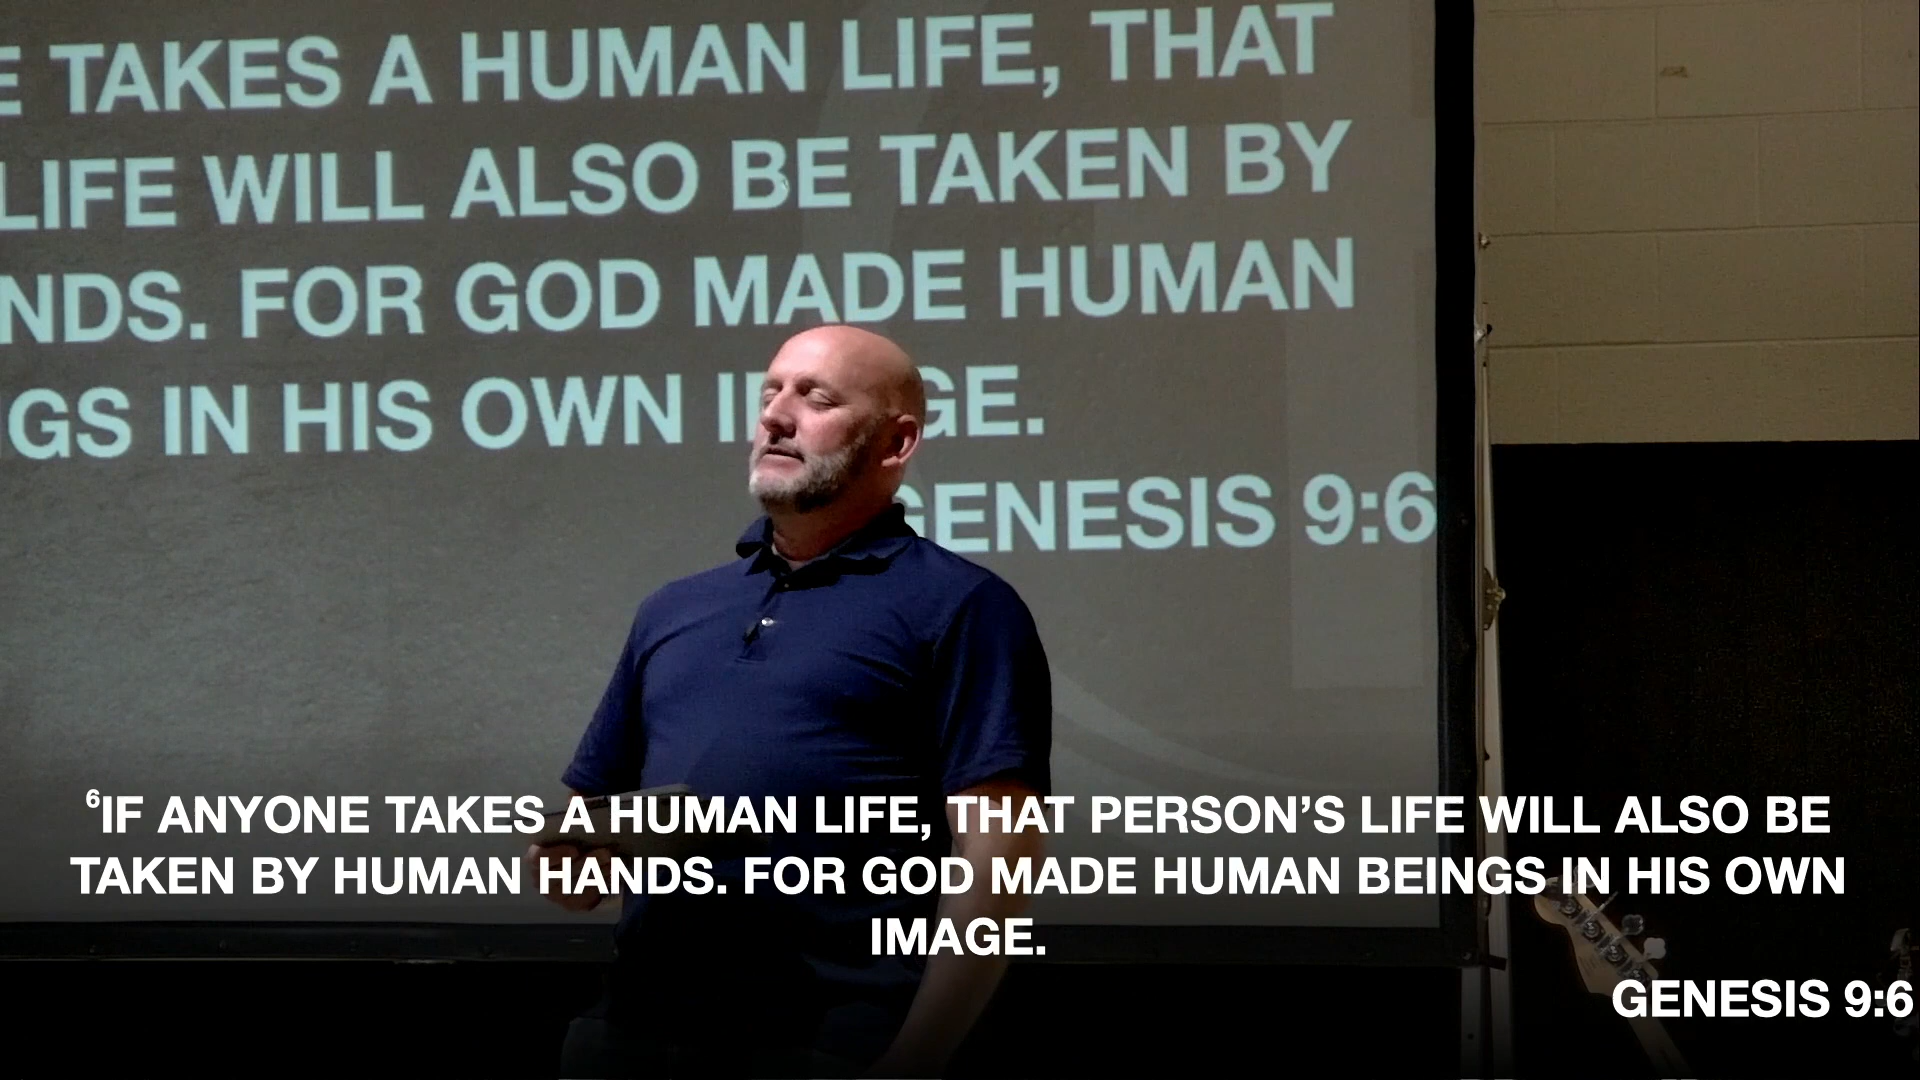 E TAKES A HUMAN LIFE, THAT
LIFE WILL ALSO BE TAKEN BY
NDS. FOR GOD MADE HUMAN
GS IN HIS OWN I GE.
GENESIS 9:6
⁶IF ANYONE TAKES A HUMAN LIFE, THAT PERSON’S LIFE WILL ALSO BE
TAKEN BY HUMAN HANDS. FOR GOD MADE HUMAN BEINGS IN HIS OWN
IMAGE.
GENESIS 9:6